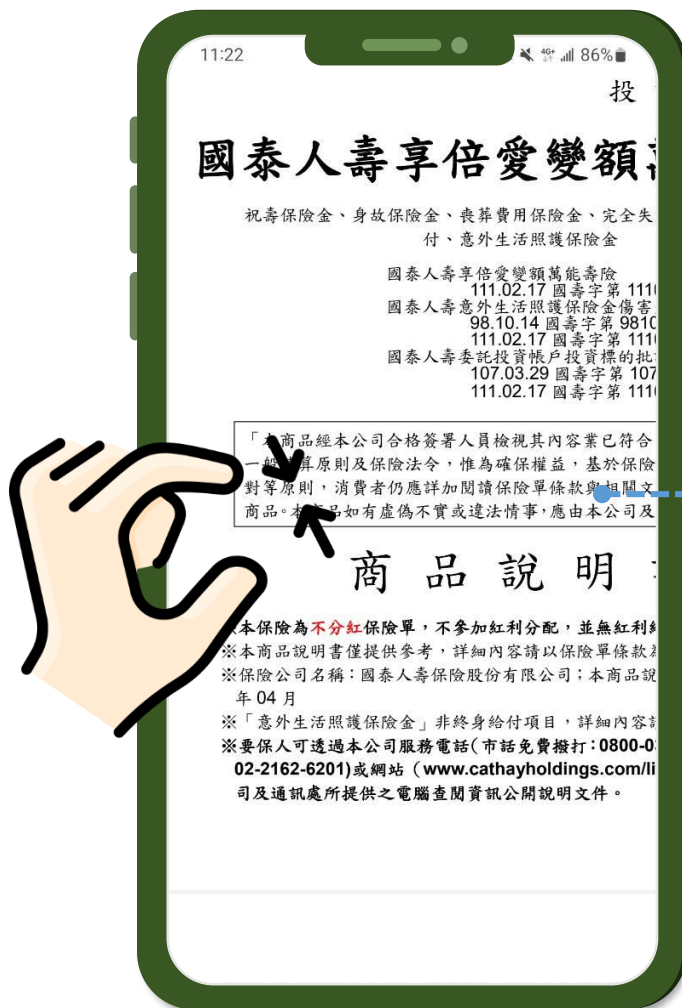 11:22
4G+ 86%
投
國泰人壽享倍愛變額
祝壽保險金、身故保險金、喪葬費用保險金、完全失
付、意外生活照護保險金
國泰人壽享倍愛變額萬能壽險
111.02.17 國壽字第 111
國泰人壽意外生活照護保險金傷害
98.10.14 國壽字第 9810
111.02.17 國壽字第 111
國泰人壽委託投資帳戶投資標的批
107.03.29 國壽字第 107
111.02.17 國壽字第 111
「本商品經本公司合格簽署人員檢視其內容業已符合
一般精算原則及保險法令,惟為確保權益,基於保險
對等原則,消費者仍應詳加閱讀保險單條款與相關文
商品。本商品如有虛偽不實或違法情事,應由本公司及
商品說明
※本保險為不分紅保險單,不參加紅利分配,並無紅利
※本商品說明書僅提供參考,詳細內容請以保險單條款
※保險公司名稱:國泰人壽保險股份有限公司;本商品說
年 04 月
※「意外生活照護保險金」非終身給付項目,詳細內容
※要保人可透過本公司服務電話(市話免費撥打:0800-0
02-2162-6201)或網站(www.cathayholdings.com/li
司及通訊處所提供之電腦查閱資訊公開說明文件。